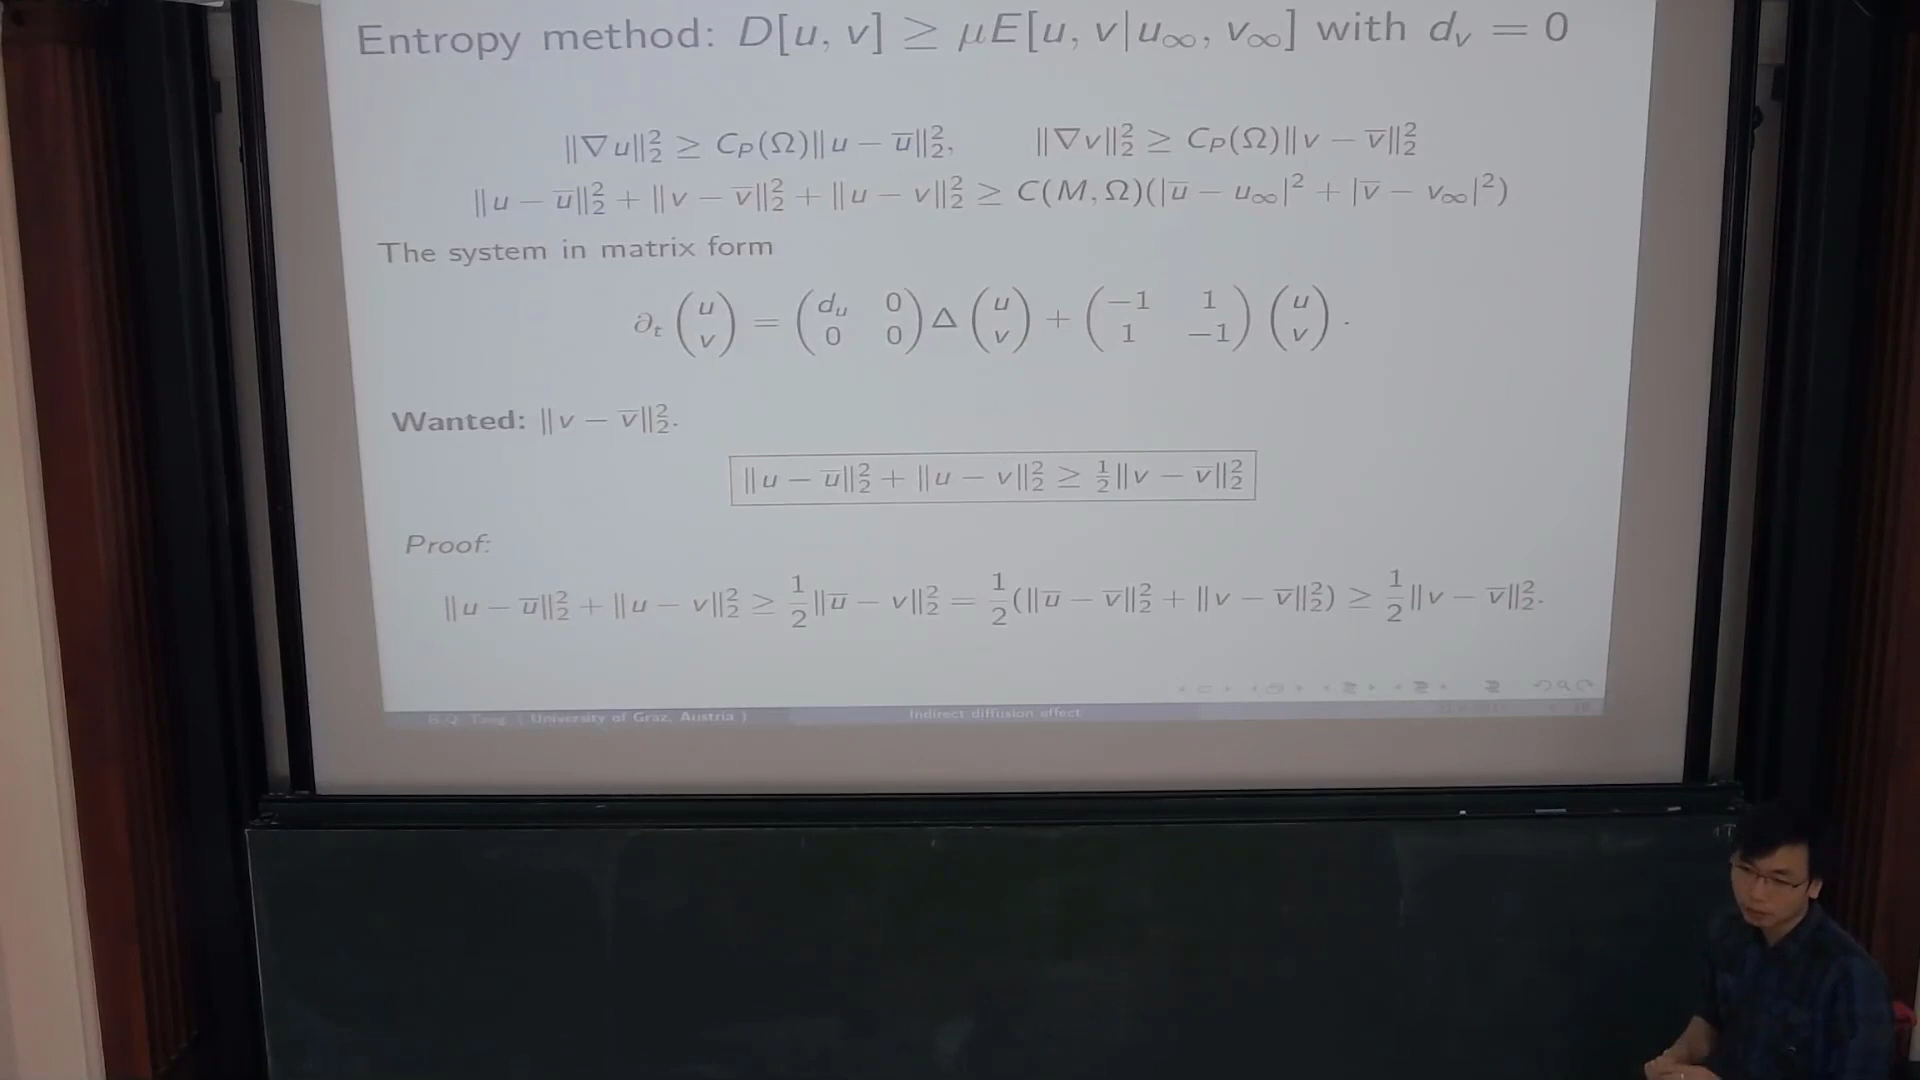 Entropy method: D[u, v] ≥ μE[u, v|u∞, v∞] with d_v = 0
‖∇u‖₂² ≥ C_P(Ω)‖u − u̅‖₂², ‖∇v‖₂² ≥ C_P(Ω)‖v − v̅‖₂²
‖u − u̅‖₂² + ‖v − v̅‖₂² + ‖u − v‖₂² ≥ C(M, Ω)(|u̅ − u∞|² + |v̅ − v∞|²)
The system in matrix form
∂_t (u v) = (d_u 0 0 0) Δ (u v) + (−1 1 1 −1) (u v).
Wanted: ‖v − v̅‖₂².
‖u − u̅‖₂² + ‖u − v‖₂² ≥ ½‖v − v̅‖₂²
Proof:
‖u − u̅‖₂² + ‖u − v‖₂² ≥ ½‖u̅ − v‖₂² = ½(‖u̅ − v̅‖₂² + ‖v − v̅‖₂²) ≥ ½‖v − v̅‖₂².
B.Q. Tang ( University of Graz, Austria ) Indirect diffusion effect